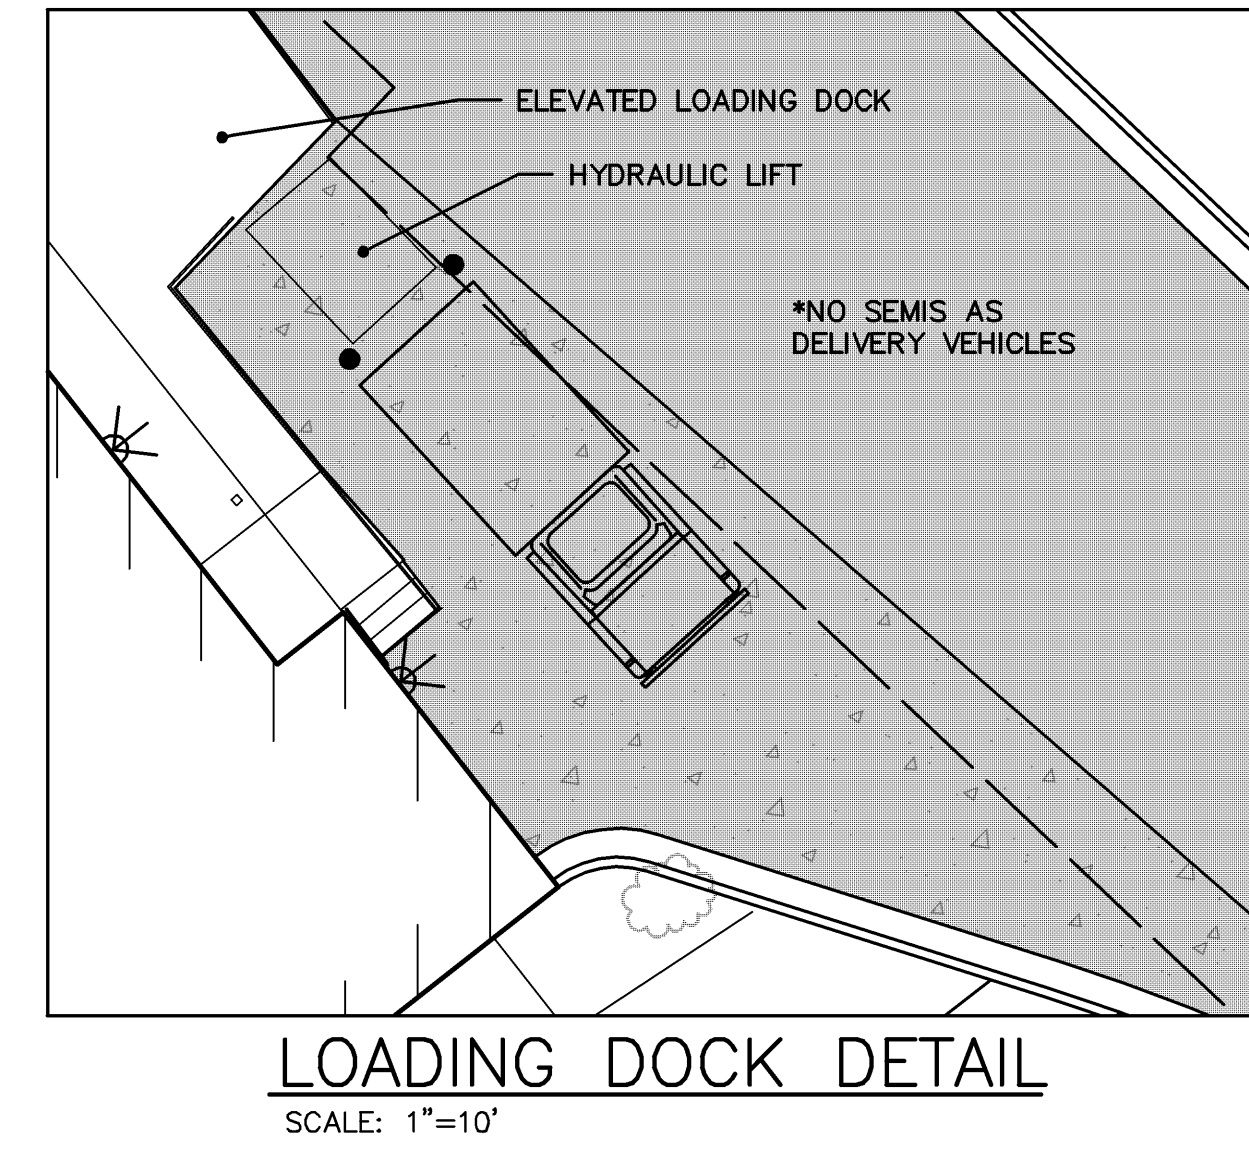 ELEVATED LOADING DOCK
HYDRAULIC LIFT
*NO SEMIS AS
DELIVERY VEHICLES
LOADING DOCK DETAIL
SCALE: 1"=10'